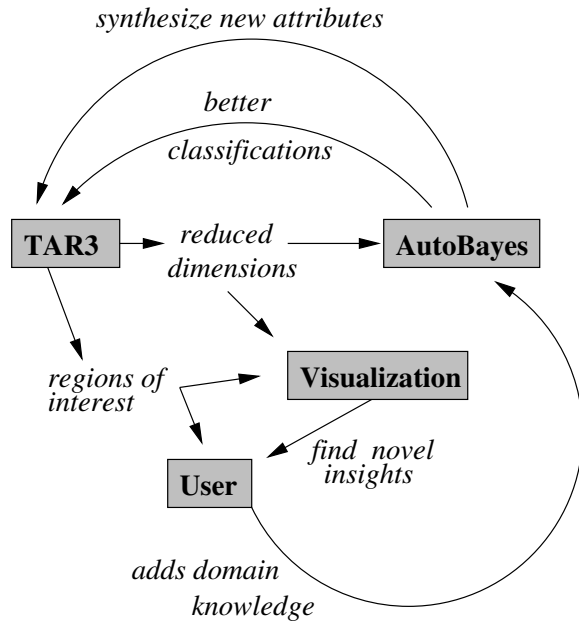 synthesize new attributes
better
classifications
TAR3
reduced
dimensions
AutoBayes
regions of
interest
Visualization
find novel
insights
User
adds domain
knowledge